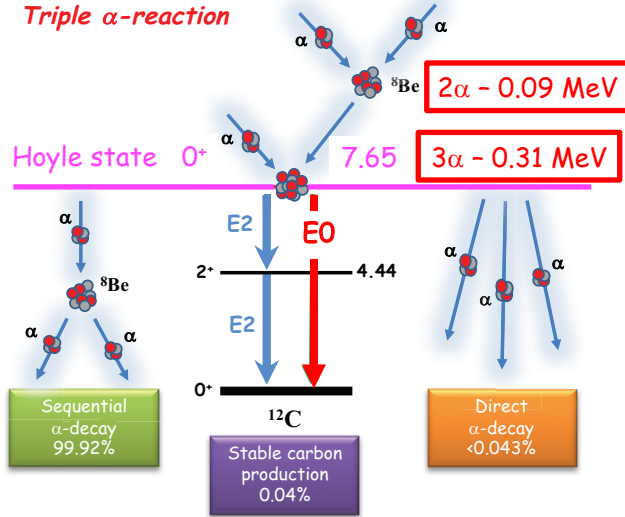 Triple α-reaction
α
α
⁸Be
2α – 0.09 MeV
α
Hoyle state 0⁺
7.65
3α – 0.31 MeV
α
E2
E0
2⁺
4.44
⁸Be
α
α
α
α
α
E2
0⁺
¹²C
Sequential
α-decay
99.92%
Stable carbon
production
0.04%
Direct
α-decay
<0.043%